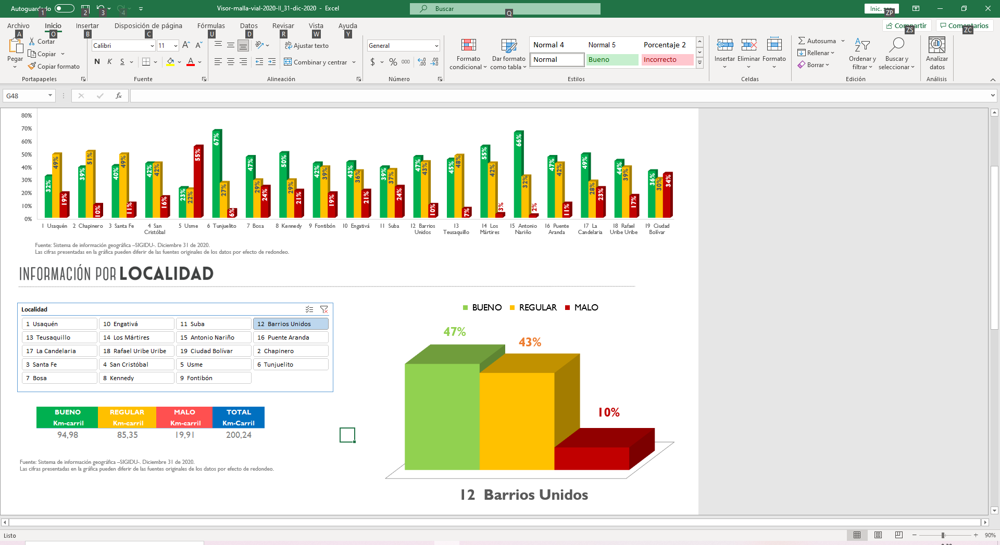 Autoguardado
Visor-malla-vial-2020-II_31-dic-2020 - Excel
Buscar
1 2 3 4 Q ZP
Archivo Inicio Insertar Disposición de página Fórmulas Datos Revisar Vista Ayuda
Compartir Comentarios
A O B C U D R W Y ZS ZC
Pegar
Cortar
Copiar
Copiar formato
Portapapeles
Calibri 11
N K S
Fuente
Ajustar texto
Combinar y centrar
Alineación
General
$ % 000
Número
Formato condicional
Dar formato como tabla
Normal 4 Normal 5 Porcentaje 2
Normal Bueno Incorrecto
Estilos
Insertar Eliminar Formato
Celdas
Autosuma
Rellenar
Borrar
Ordenar y filtrar
Buscar y seleccionar
Edición
Analizar datos
Análisis
G48
fx
80%
70%
60%
50%
40%
30%
20%
10%
0%
32% 49% 19%
39% 51% 10%
40% 49% 11%
42% 42% 16%
23% 22% 55%
67% 27% 6%
47% 29% 24%
50% 29% 21%
42% 39% 19%
43% 36% 21%
39% 37% 24%
47% 43% 10%
45% 48% 7%
55% 42% 3%
66% 32% 2%
47% 42% 11%
49% 28% 23%
44% 39% 17%
36% 30% 34%
1 Usaquén
2 Chapinero
3 Santa Fe
4 San Cristóbal
5 Usme
6 Tunjuelito
7 Bosa
8 Kennedy
9 Fontibón
10 Engativá
11 Suba
12 Barrios Unidos
13 Teusaquillo
14 Los Mártires
15 Antonio Nariño
16 Puente Aranda
17 La Candelaria
18 Rafael Uribe Uribe
19 Ciudad Bolívar
Fuente: Sistema de información geográfica –SIGIDU-. Diciembre 31 de 2020.
Las cifras presentadas en la gráfica pueden diferir de las fuentes originales de los datos por efecto de redondeo.
INFORMACIÓN POR LOCALIDAD
Localidad
1 Usaquén 10 Engativá 11 Suba 12 Barrios Unidos
13 Teusaquillo 14 Los Mártires 15 Antonio Nariño 16 Puente Aranda
17 La Candelaria 18 Rafael Uribe Uribe 19 Ciudad Bolívar 2 Chapinero
3 Santa Fe 4 San Cristóbal 5 Usme 6 Tunjuelito
7 Bosa 8 Kennedy 9 Fontibón
BUENO REGULAR MALO TOTAL
Km-carril Km-carril Km-carril Km-Carril
94,98 85,35 19,91 200,24
Fuente: Sistema de información geográfica –SIGIDU-. Diciembre 31 de 2020.
Las cifras presentadas en la gráfica pueden diferir de las fuentes originales de los datos por efecto de redondeo.
BUENO REGULAR MALO
47%
43%
10%
12 Barrios Unidos
Listo
90%